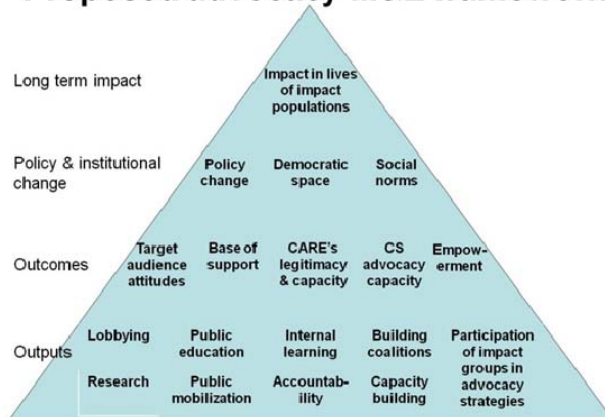 Proposed advocacy M&E framework
Long term impact
Impact in lives
of impact
populations
Policy & institutional
change
Policy
change
Democratic
space
Social
norms
Outcomes
Target
audience
attitudes
Base of
support
CARE's
legitimacy
& capacity
CS
advocacy
capacity
Empow-
erment
Outputs
Lobbying
Public
education
Internal
learning
Building
coalitions
Participation
of impact
groups in
advocacy
strategies
Research
Public
mobilization
Accountab-
ility
Capacity
building